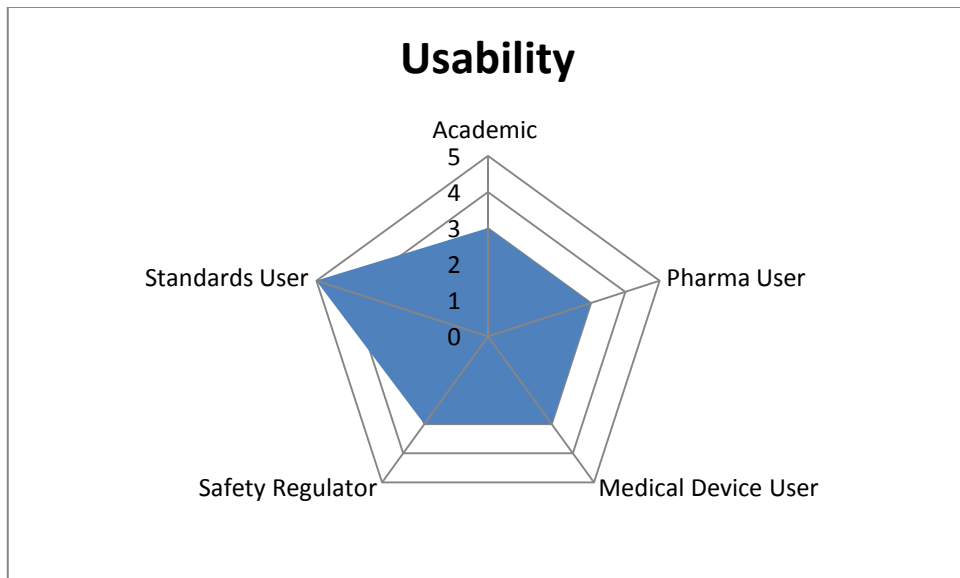 Usability
Academic
5
4
3
2
1
0
Standards User
Pharma User
Safety Regulator
Medical Device User